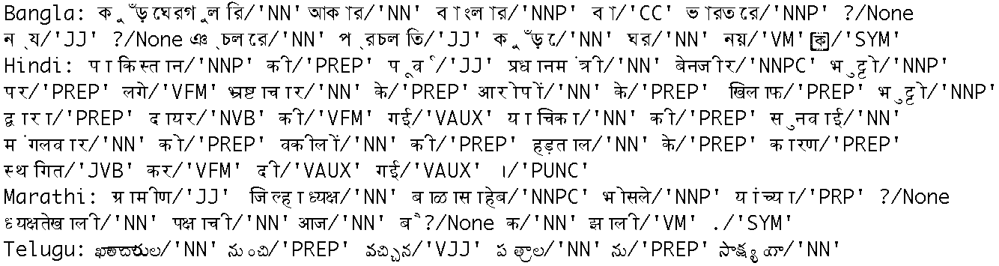 Bangla: কুঁড়েঘরগুলির/'NN' আকার/'NN' বাংলার/'NNP' বা/'CC' ভারতের/'NNP' ?/None
ন্য/'JJ' ?/None ঞ্চলের/'NN' প্রচলিত/'JJ' কুঁড়ে/'NN' ঘর/'NN' নয়/'VM' /'SYM'
Hindi: पाकिस्तान/'NNP' की/'PREP' पूर्व/'JJ' प्रधानमंत्री/'NN' बेनजीर/'NNPC' भुट्टो/'NNP'
पर/'PREP' लगे/'VFM' भ्रष्टाचार/'NN' के/'PREP' आरोपों/'NN' के/'PREP' खिलाफ/'PREP' भुट्टो/'NNP'
द्वारा/'PREP' दायर/'NVB' की/'VFM' गई/'VAUX' याचिका/'NN' की/'PREP' सुनवाई/'NN'
मंगलवार/'NN' को/'PREP' वकीलों/'NN' की/'PREP' हड़ताल/'NN' के/'PREP' कारण/'PREP'
स्थगित/'JVB' कर/'VFM' दी/'VAUX' गई/'VAUX' ।/'PUNC'
Marathi: ग्रामीण/'JJ' जिल्हाध्यक्ष/'NN' बाळासाहेब/'NNPC' भोसले/'NNP' यांच्या/'PRP' ?/None
ध्यक्षतेखाली/'NN' पक्षाची/'NN' आज/'NN' बै?/None क/'NN' झाली/'VM' ./'SYM'
Telugu: ఖాతాదారుల/'NN' నుంచి/'PREP' వచ్చిన/'VJJ' పత్రాల/'NN' ను/'PREP' సాక్ష్యంగా/'NN'